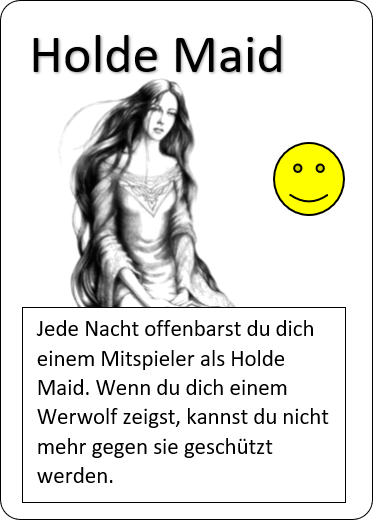 Holde Maid
Jede Nacht offenbarst du dich
einem Mitspieler als Holde
Maid. Wenn du dich einem
Werwolf zeigst, kannst du nicht
mehr gegen sie geschützt
werden.